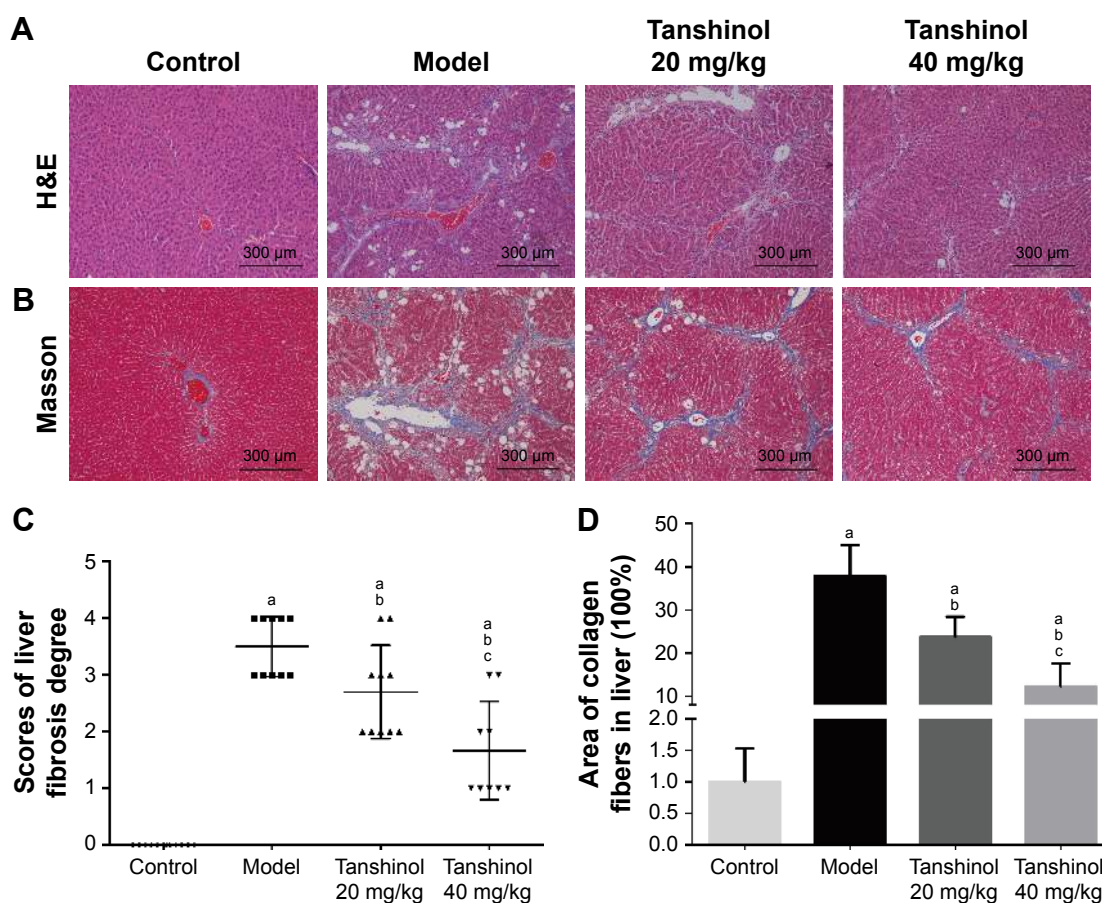 A
Control
Model
Tanshinol
20 mg/kg
Tanshinol
40 mg/kg
H&E
300 µm
300 µm
300 µm
300 µm
B
Masson
300 µm
300 µm
300 µm
300 µm
C
Scores of liver
fibrosis degree
5
4
3
2
1
0
a
a
b
a
b
c
Control
Model
Tanshinol
20 mg/kg
Tanshinol
40 mg/kg
D
Area of collagen
fibers in liver (100%)
50
40
30
20
10
2.0
1.5
1.0
0.5
0.0
a
a
b
a
b
c
Control
Model
Tanshinol
20 mg/kg
Tanshinol
40 mg/kg